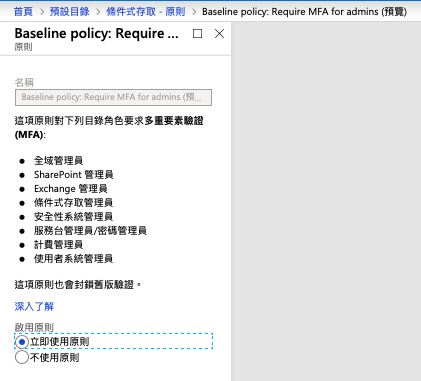 首頁 > 預設目錄 > 條件式存取 - 原則 > Baseline policy: Require MFA for admins (預覽)
Baseline policy: Require ...
原則
名稱
Baseline policy: Require MFA for admins (預...
這項原則對下列目錄角色要求多重要素驗證
(MFA):
● 全域管理員
● SharePoint 管理員
● Exchange 管理員
● 條件式存取管理員
● 安全性系統管理員
● 服務台管理員/密碼管理員
● 計費管理員
● 使用者系統管理員
這項原則也會封鎖舊版驗證。
深入了解
啟用原則
立即使用原則
不使用原則